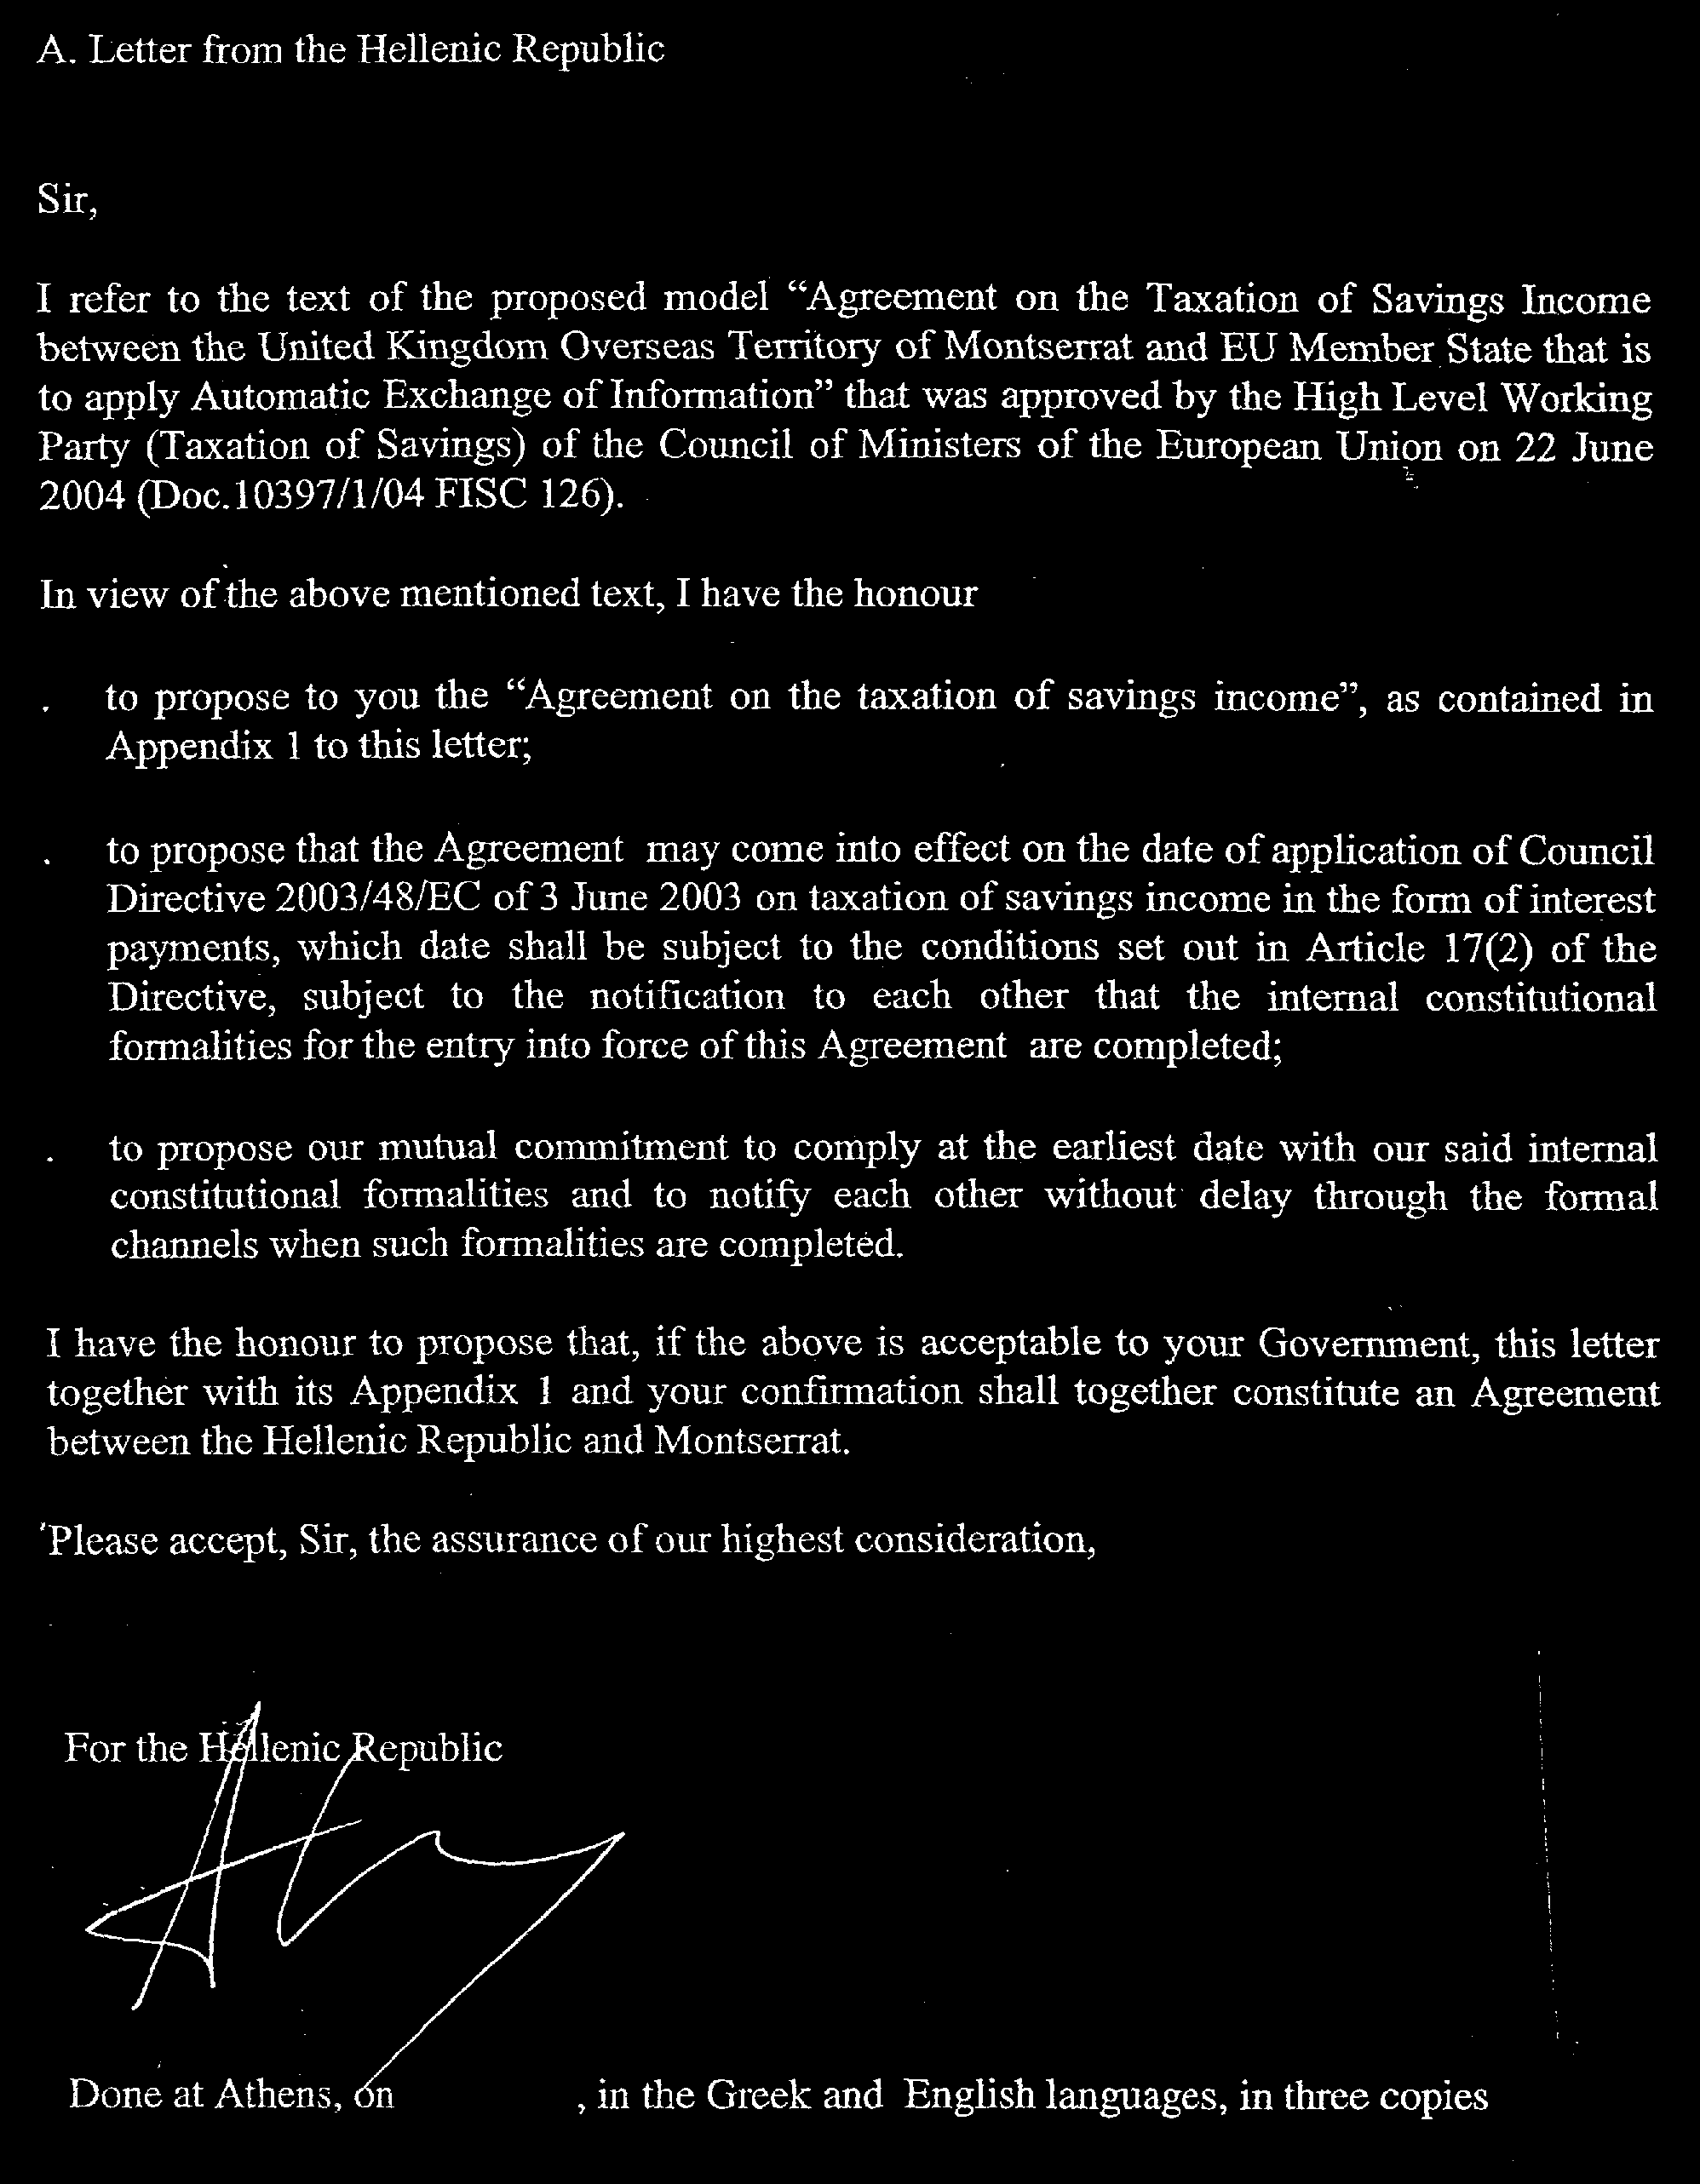 A. Letter from the Hellenic Republic
Sir,
I refer to the text of the proposed model “Agreement on the Taxation of Savings Income
between the United Kingdom Overseas Territory of Montserrat and EU Member State that is
to apply Automatic Exchange of Information” that was approved by the High Level Working
Party (Taxation of Savings) of the Council of Ministers of the European Union on 22 June
2004 (Doc.10397/1/04 FISC 126).
In view of the above mentioned text, I have the honour
. to propose to you the “Agreement on the taxation of savings income”, as contained in
Appendix 1 to this letter;
. to propose that the Agreement may come into effect on the date of application of Council
Directive 2003/48/EC of 3 June 2003 on taxation of savings income in the form of interest
payments, which date shall be subject to the conditions set out in Article 17(2) of the
Directive, subject to the notification to each other that the internal constitutional
formalities for the entry into force of this Agreement are completed;
. to propose our mutual commitment to comply at the earliest date with our said internal
constitutional formalities and to notify each other without delay through the formal
channels when such formalities are completed.
I have the honour to propose that, if the above is acceptable to your Government, this letter
together with its Appendix 1 and your confirmation shall together constitute an Agreement
between the Hellenic Republic and Montserrat.
Please accept, Sir, the assurance of our highest consideration,
For the Hellenic Republic
Done at Athens, on , in the Greek and English languages, in three copies